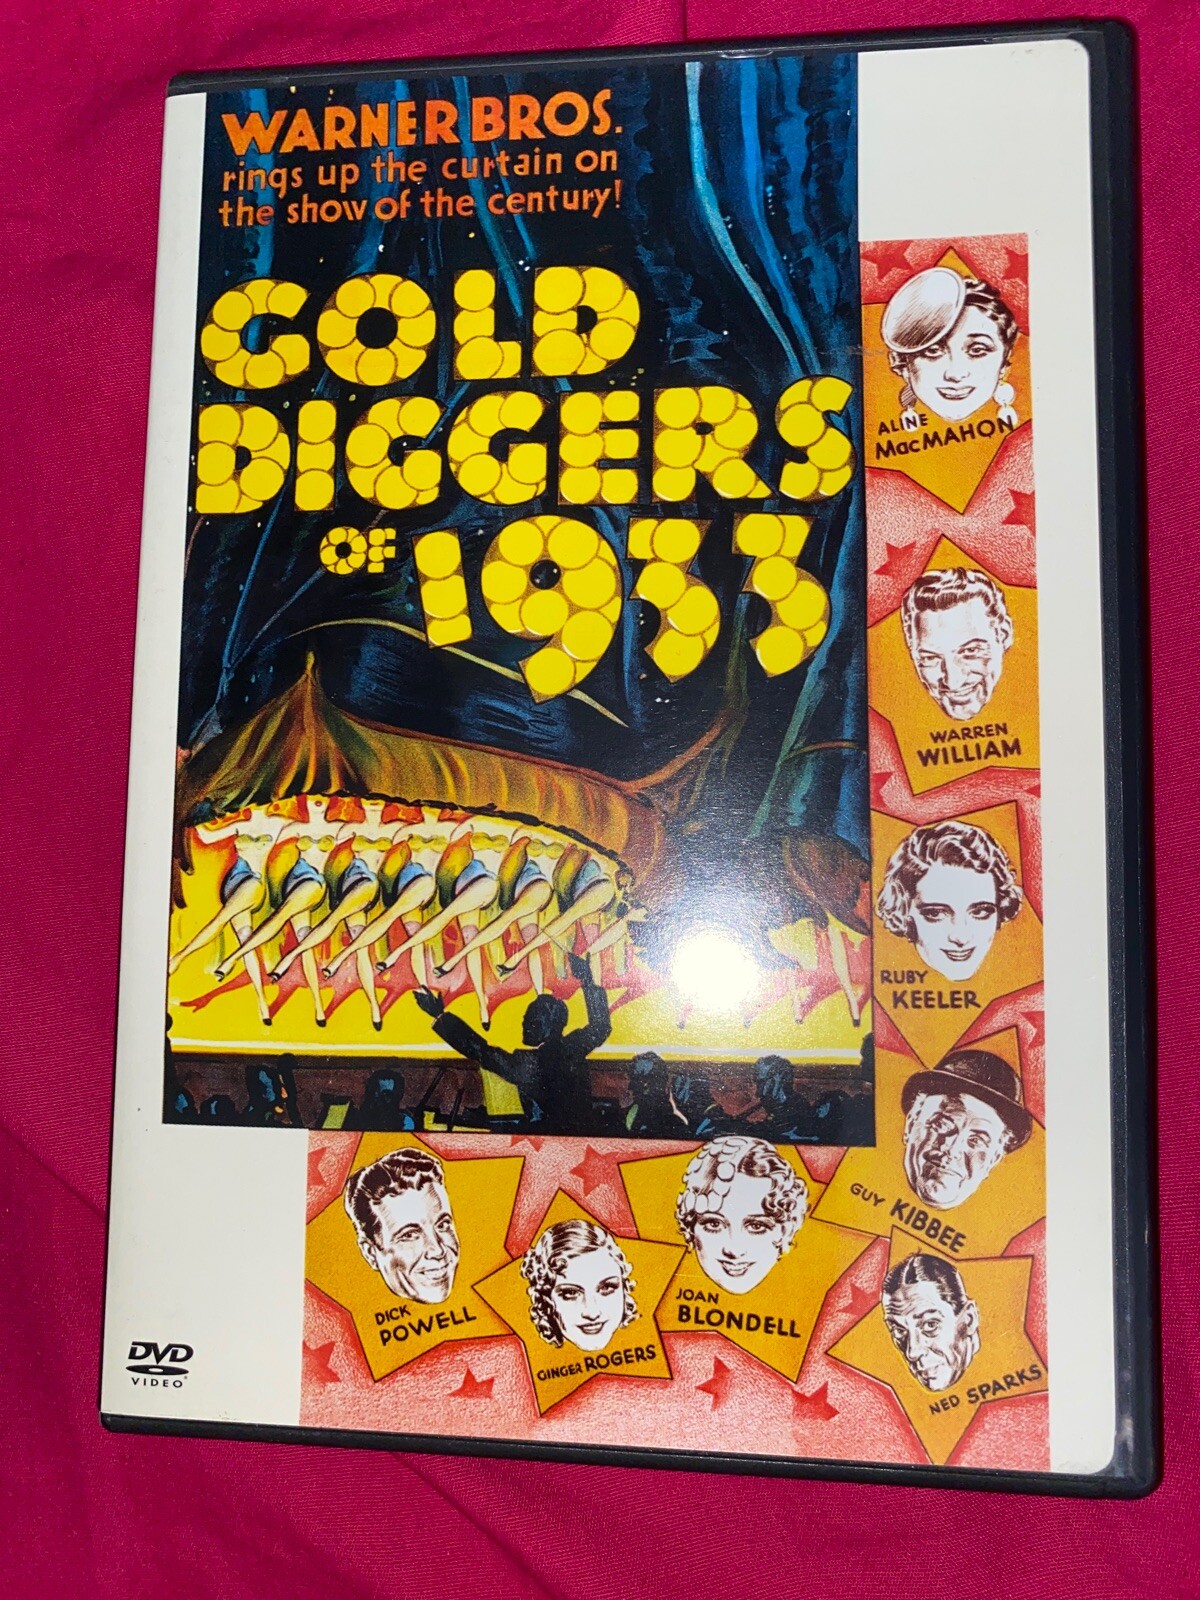 WARNER BROS.
rings up the curtain on
the show of the century!
GOLD
DIGGERS
OF 1933
ALINE
MacMAHON
WARREN
WILLIAM
RUBY
KEELER
GUY KIBBEE
DICK
POWELL
GINGER ROGERS
JOAN
BLONDELL
NED SPARKS
DVD
VIDEO